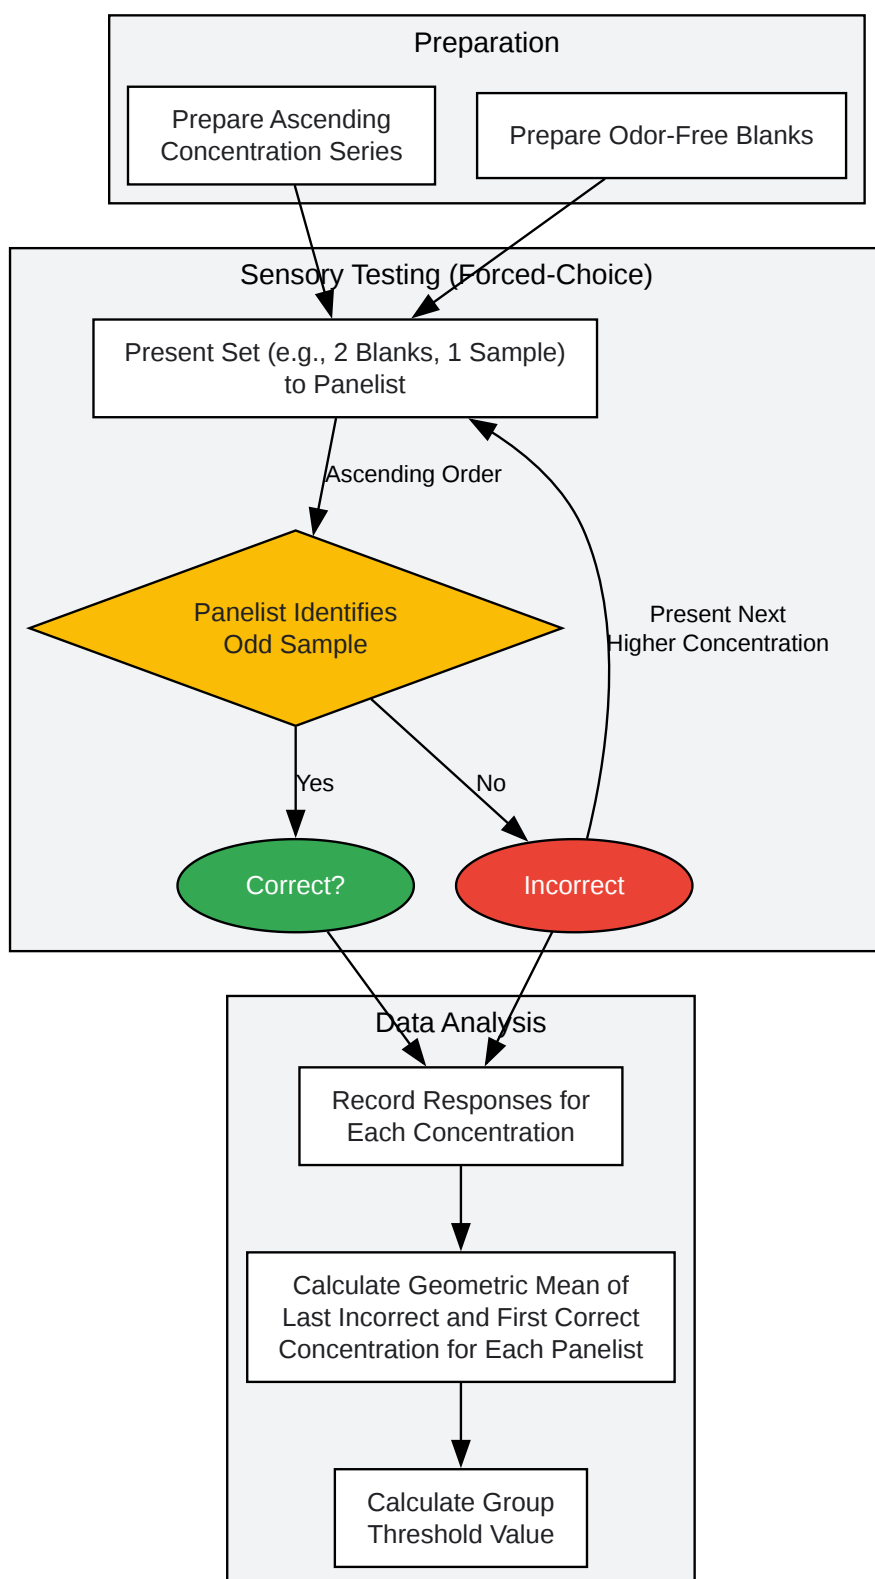 Preparation
Prepare Ascending
Concentration Series
Prepare Odor-Free Blanks
Sensory Testing (Forced-Choice)
Present Set (e.g., 2 Blanks, 1 Sample)
to Panelist
Ascending Order
Panelist Identifies
Odd Sample
Present Next
Higher Concentration
Yes
No
Correct?
Incorrect
Data Analysis
Record Responses for
Each Concentration
Calculate Geometric Mean of
Last Incorrect and First Correct
Concentration for Each Panelist
Calculate Group
Threshold Value